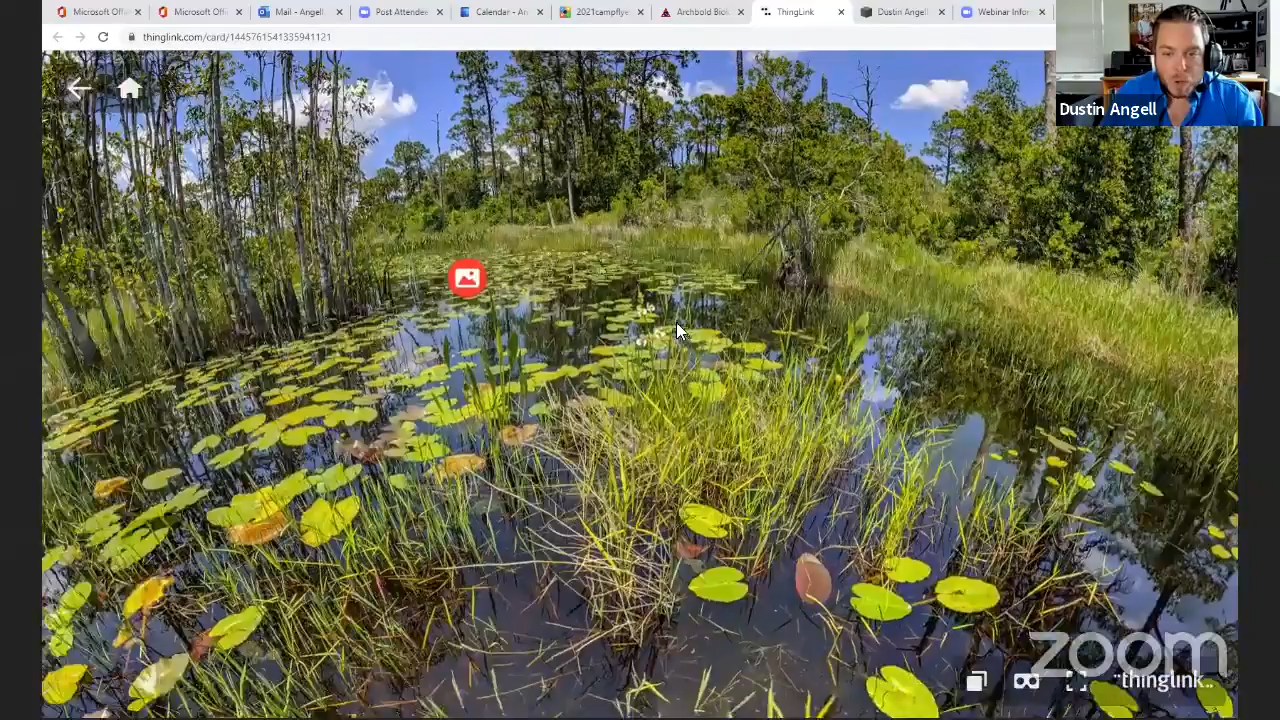 Microsoft Offi
Microsoft Offi
Mail - Angell
Post Attendee
Calendar - An
2021campflye
Archbold Biol
ThingLink
Dustin Angell
Webinar Infor
thinglink.com/card/1445761541335941121
Dustin Angell
zoom
thinglink..